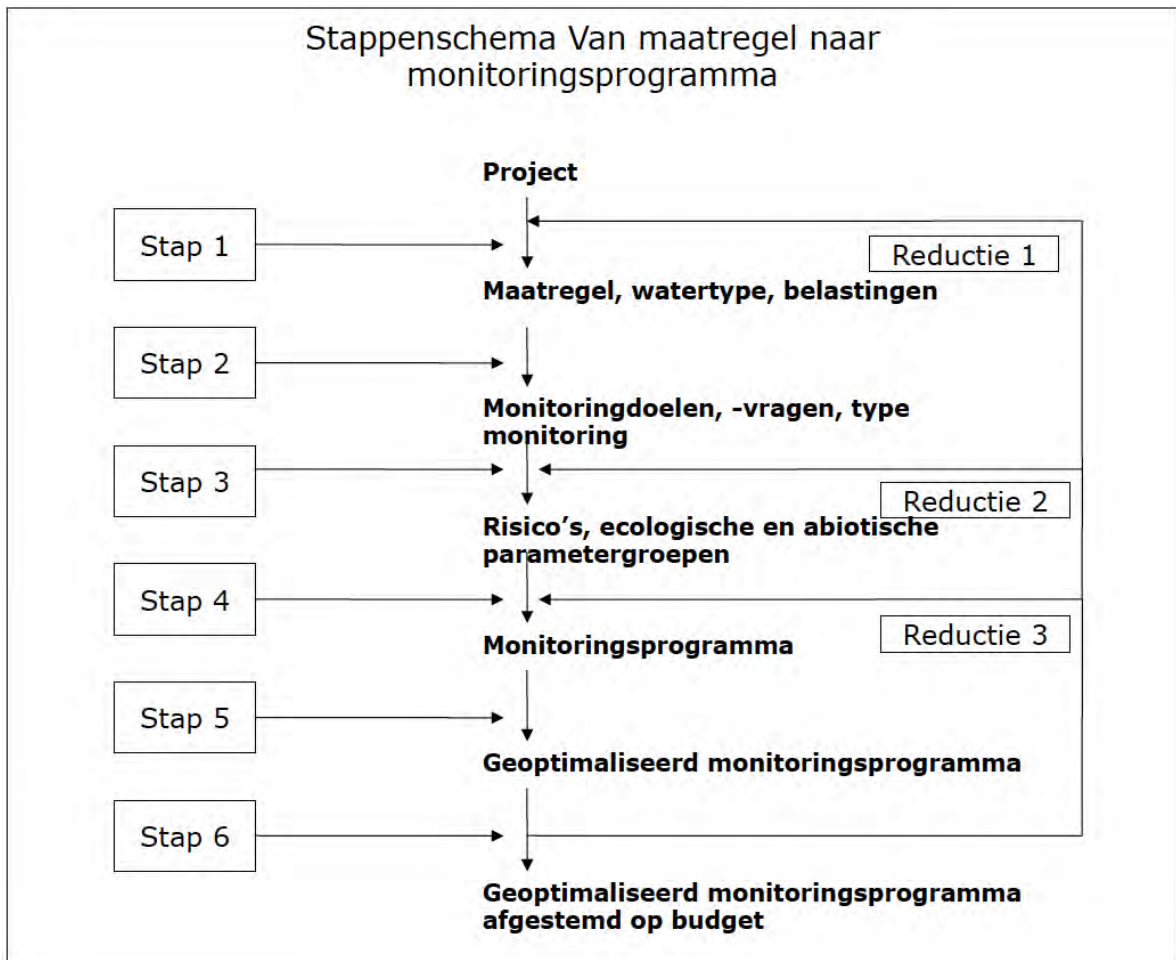 Stappenschema Van maatregel naar
monitoringsprogramma
Project
Stap 1
Reductie 1
Maatregel, watertype, belastingen
Stap 2
Monitoringdoelen, -vragen, type
monitoring
Stap 3
Reductie 2
Risico's, ecologische en abiotische
parametergroepen
Stap 4
Reductie 3
Monitoringsprogramma
Stap 5
Geoptimaliseerd monitoringsprogramma
Stap 6
Geoptimaliseerd monitoringsprogramma
afgestemd op budget